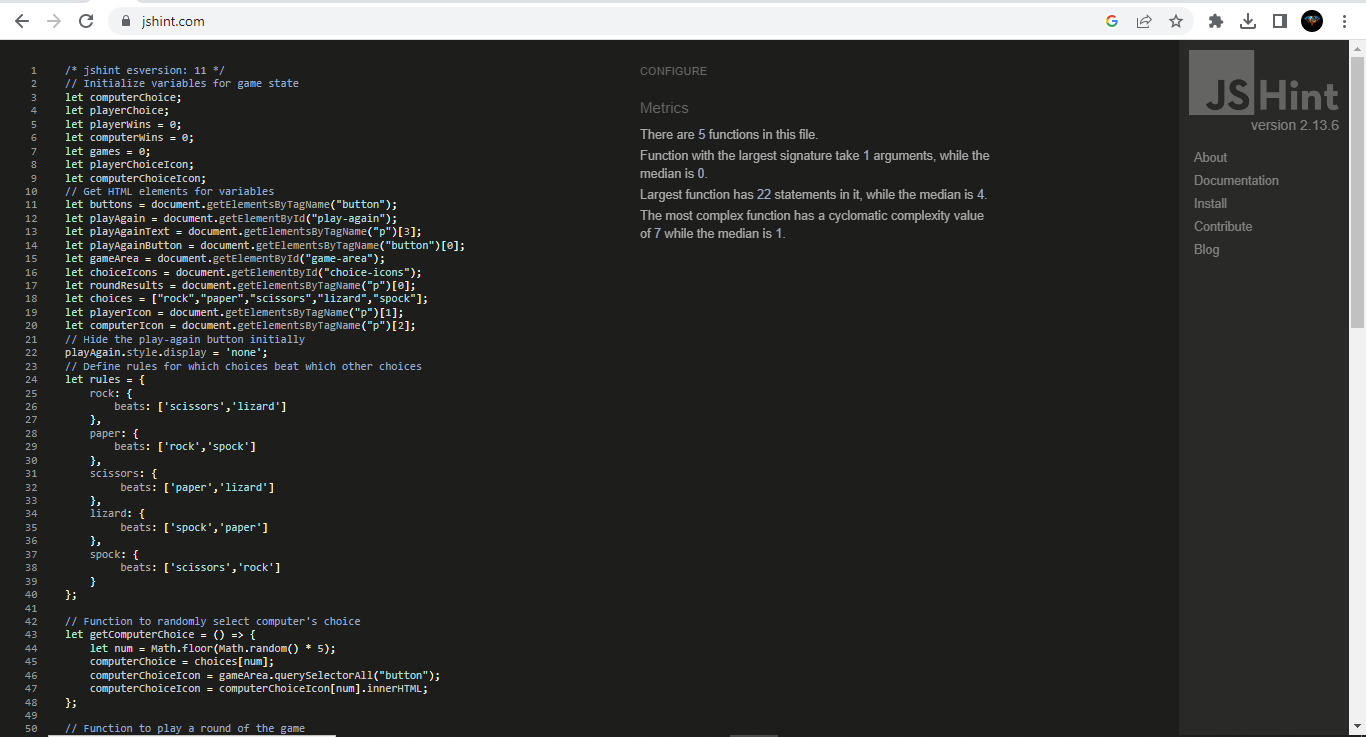 jshint.com
1 /* jshint esversion: 11 */
2 // Initialize variables for game state
3 let computerChoice;
4 let playerChoice;
5 let playerWins = 0;
6 let computerWins = 0;
7 let games = 0;
8 let playerChoiceIcon;
9 let computerChoiceIcon;
10 // Get HTML elements for variables
11 let buttons = document.getElementsByTagName("button");
12 let playAgain = document.getElementById("play-again");
13 let playAgainText = document.getElementsByTagName("p")[3];
14 let playAgainButton = document.getElementsByTagName("button")[0];
15 let gameArea = document.getElementById("game-area");
16 let choiceIcons = document.getElementById("choice-icons");
17 let roundResults = document.getElementsByTagName("p")[0];
18 let choices = ["rock","paper","scissors","lizard","spock"];
19 let playerIcon = document.getElementsByTagName("p")[1];
20 let computerIcon = document.getElementsByTagName("p")[2];
21 // Hide the play-again button initially
22 playAgain.style.display = 'none';
23 // Define rules for which choices beat which other choices
24 let rules = {
25 rock: {
26 beats: ['scissors','lizard']
27 },
28 paper: {
29 beats: ['rock','spock']
30 },
31 scissors: {
32 beats: ['paper','lizard']
33 },
34 lizard: {
35 beats: ['spock','paper']
36 },
37 spock: {
38 beats: ['scissors','rock']
39 }
40 };
41
42 // Function to randomly select computer's choice
43 let getComputerChoice = () => {
44 let num = Math.floor(Math.random() * 5);
45 computerChoice = choices[num];
46 computerChoiceIcon = gameArea.querySelectorAll("button");
47 computerChoiceIcon = computerChoiceIcon[num].innerHTML;
48 };
49
50 // Function to play a round of the game
CONFIGURE
Metrics
There are 5 functions in this file.
Function with the largest signature take 1 arguments, while the
median is 0.
Largest function has 22 statements in it, while the median is 4.
The most complex function has a cyclomatic complexity value
of 7 while the median is 1.
JS Hint
version 2.13.6
About
Documentation
Install
Contribute
Blog